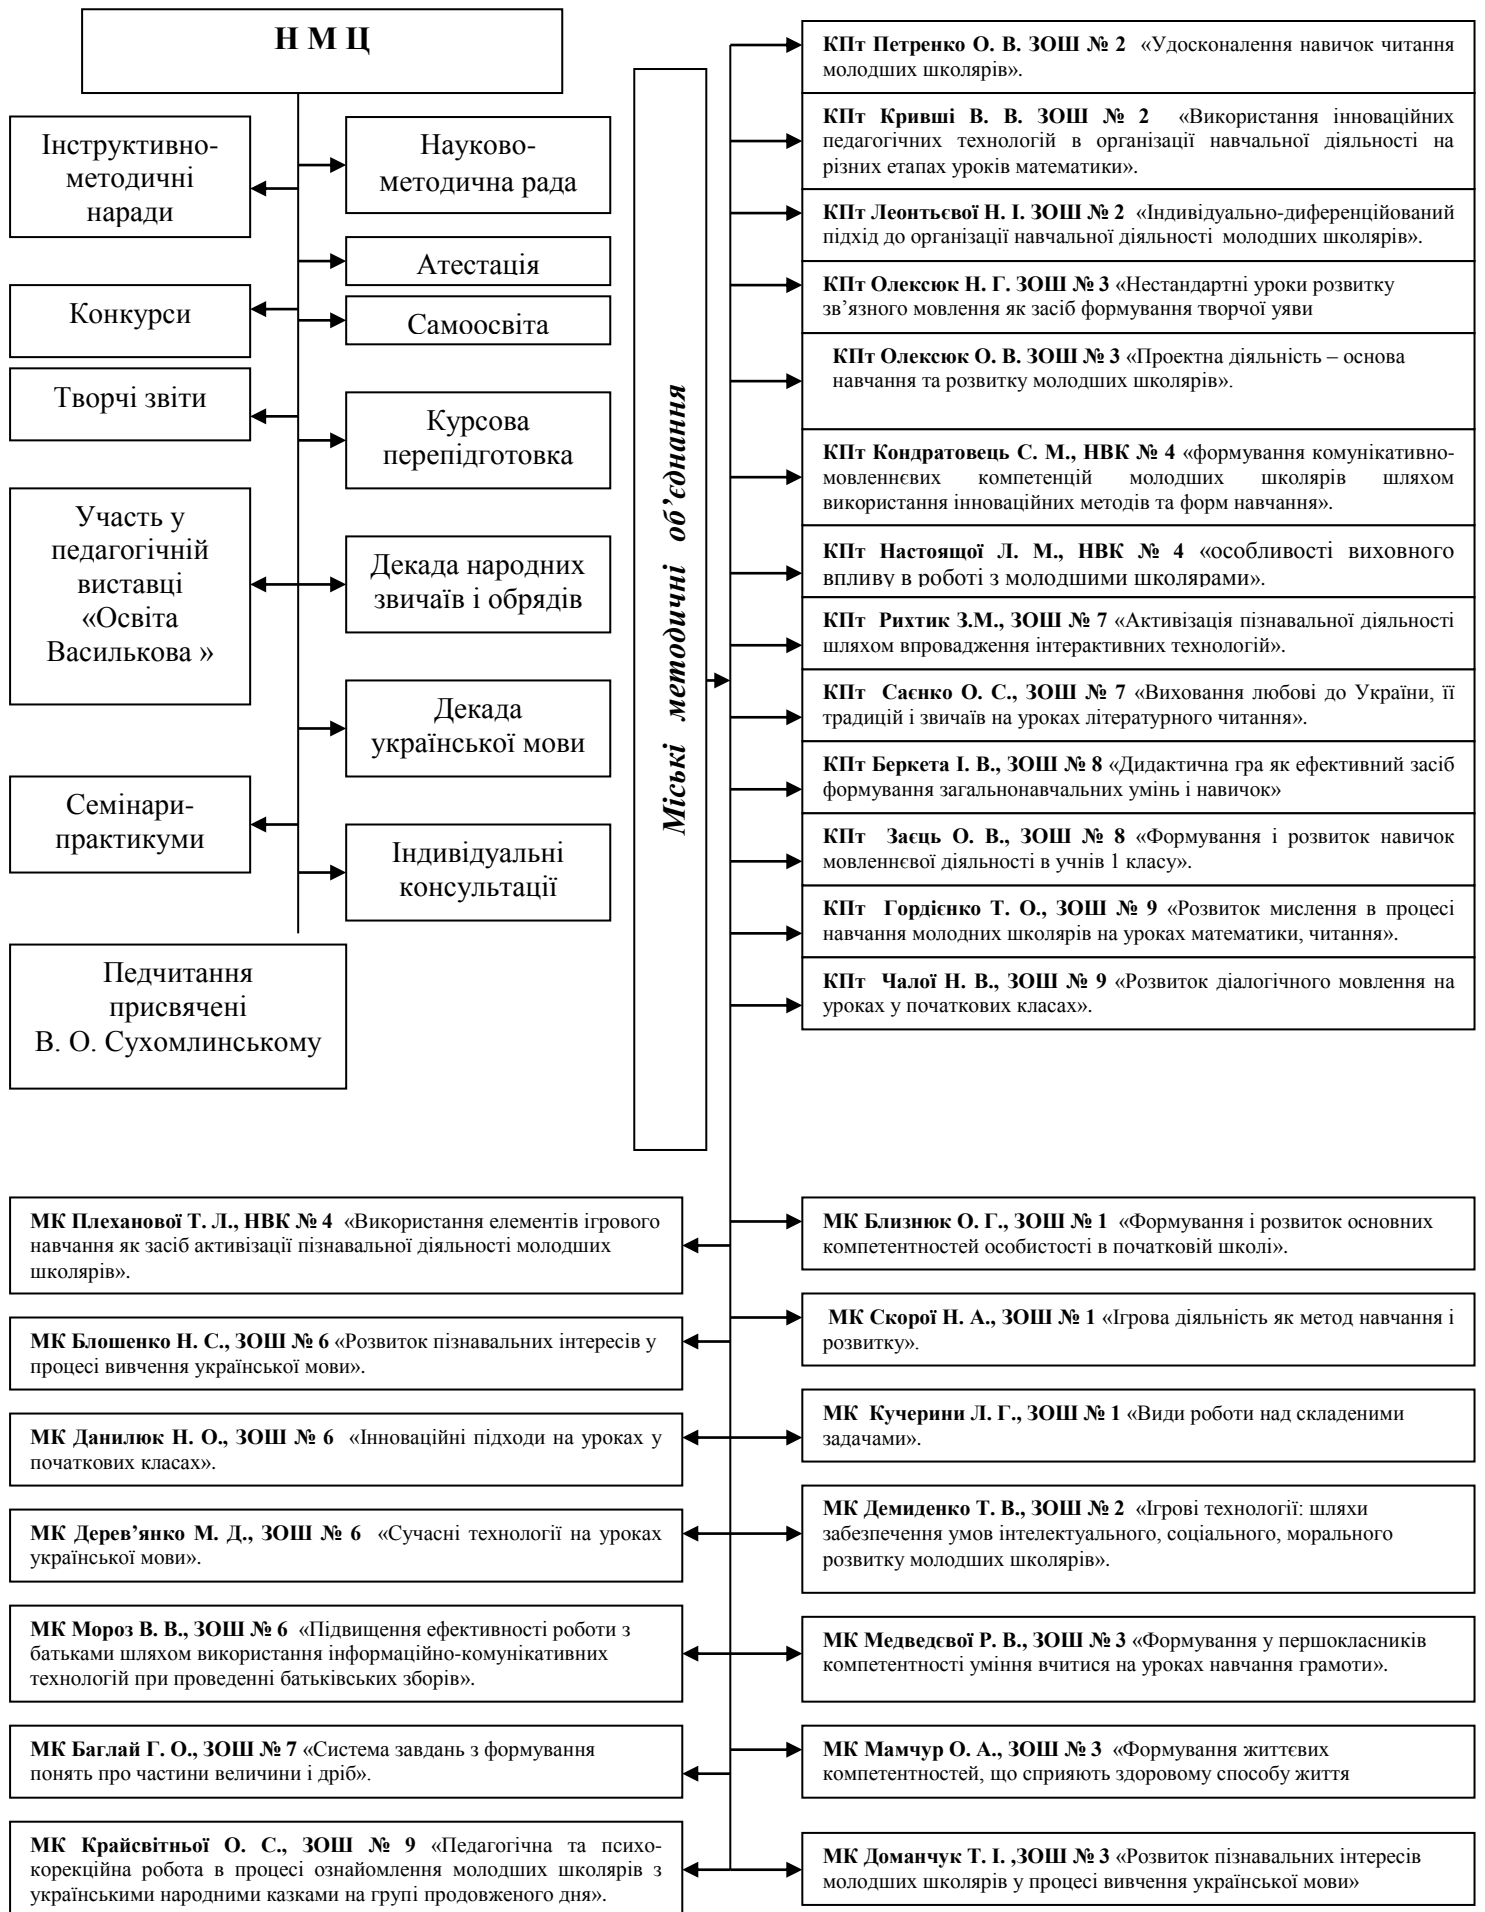 Н М Ц
Інструктивно-
методичні
наради
Конкурси
Творчі звіти
Участь у
педагогічній
виставці
«Освіта
Василькова »
Семінари-
практикуми
Педчитання
присвячені
В. О. Сухомлинському
Науково-
методична рада
Атестація
Самоосвіта
Курсова
перепідготовка
Декада народних
звичаїв і обрядів
Декада
української мови
Індивідуальні
консультації
Міські методичні об’єднання
КПт Петренко О. В. ЗОШ № 2 «Удосконалення навичок читання
молодших школярів».
КПт Кривші В. В. ЗОШ № 2 «Використання інноваційних
педагогічних технологій в організації навчальної діяльності на
різних етапах уроків математики».
КПт Леонтьєвої Н. І. ЗОШ № 2 «Індивідуально-диференційований
підхід до організації навчальної діяльності молодших школярів».
КПт Олексюк Н. Г. ЗОШ № 3 «Нестандартні уроки розвитку
зв’язного мовлення як засіб формування творчої уяви
КПт Олексюк О. В. ЗОШ № 3 «Проектна діяльність – основа
навчання та розвитку молодших школярів».
КПт Кондратовець С. М., НВК № 4 «формування комунікативно-
мовленнєвих компетенцій молодших школярів шляхом
використання інноваційних методів та форм навчання».
КПт Настоящої Л. М., НВК № 4 «особливості виховного
впливу в роботі з молодшими школярами».
КПт Рихтик З.М., ЗОШ № 7 «Активізація пізнавальної діяльності
шляхом впровадження інтерактивних технологій».
КПт Саєнко О. С., ЗОШ № 7 «Виховання любові до України, її
традицій і звичаїв на уроках літературного читання».
КПт Беркета І. В., ЗОШ № 8 «Дидактична гра як ефективний засіб
формування загальнонавчальних умінь і навичок»
КПт Заєць О. В., ЗОШ № 8 «Формування і розвиток навичок
мовленнєвої діяльності в учнів 1 класу».
КПт Гордієнко Т. О., ЗОШ № 9 «Розвиток мислення в процесі
навчання молодних школярів на уроках математики, читання».
КПт Чалої Н. В., ЗОШ № 9 «Розвиток діалогічного мовлення на
уроках у початкових класах».
МК Плеханової Т. Л., НВК № 4 «Використання елементів ігрового
навчання як засіб активізації пізнавальної діяльності молодших
школярів».
МК Блошенко Н. С., ЗОШ № 6 «Розвиток пізнавальних інтересів у
процесі вивчення української мови».
МК Данилюк Н. О., ЗОШ № 6 «Інноваційні підходи на уроках у
початкових класах».
МК Дерев’янко М. Д., ЗОШ № 6 «Сучасні технології на уроках
української мови».
МК Мороз В. В., ЗОШ № 6 «Підвищення ефективності роботи з
батьками шляхом використання інформаційно-комунікативних
технологій при проведенні батьківських зборів».
МК Баглай Г. О., ЗОШ № 7 «Система завдань з формування
понять про частини величини і дріб».
МК Крайсвітньої О. С., ЗОШ № 9 «Педагогічна та психо-
корекційна робота в процесі ознайомлення молодших школярів з
українськими народними казками на групі продовженого дня».
МК Близнюк О. Г., ЗОШ № 1 «Формування і розвиток основних
компетентностей особистості в початковій школі».
МК Скорої Н. А., ЗОШ № 1 «Ігрова діяльність як метод навчання і
розвитку».
МК Кучерини Л. Г., ЗОШ № 1 «Види роботи над складеними
задачами».
МК Демиденко Т. В., ЗОШ № 2 «Ігрові технології: шляхи
забезпечення умов інтелектуального, соціального, морального
розвитку молодших школярів».
МК Медведєвої Р. В., ЗОШ № 3 «Формування у першокласників
компетентності уміння вчитися на уроках навчання грамоти».
МК Мамчур О. А., ЗОШ № 3 «Формування життєвих
компетентностей, що сприяють здоровому способу життя
МК Доманчук Т. І. ,ЗОШ № 3 «Розвиток пізнавальних інтересів
молодших школярів у процесі вивчення української мови»